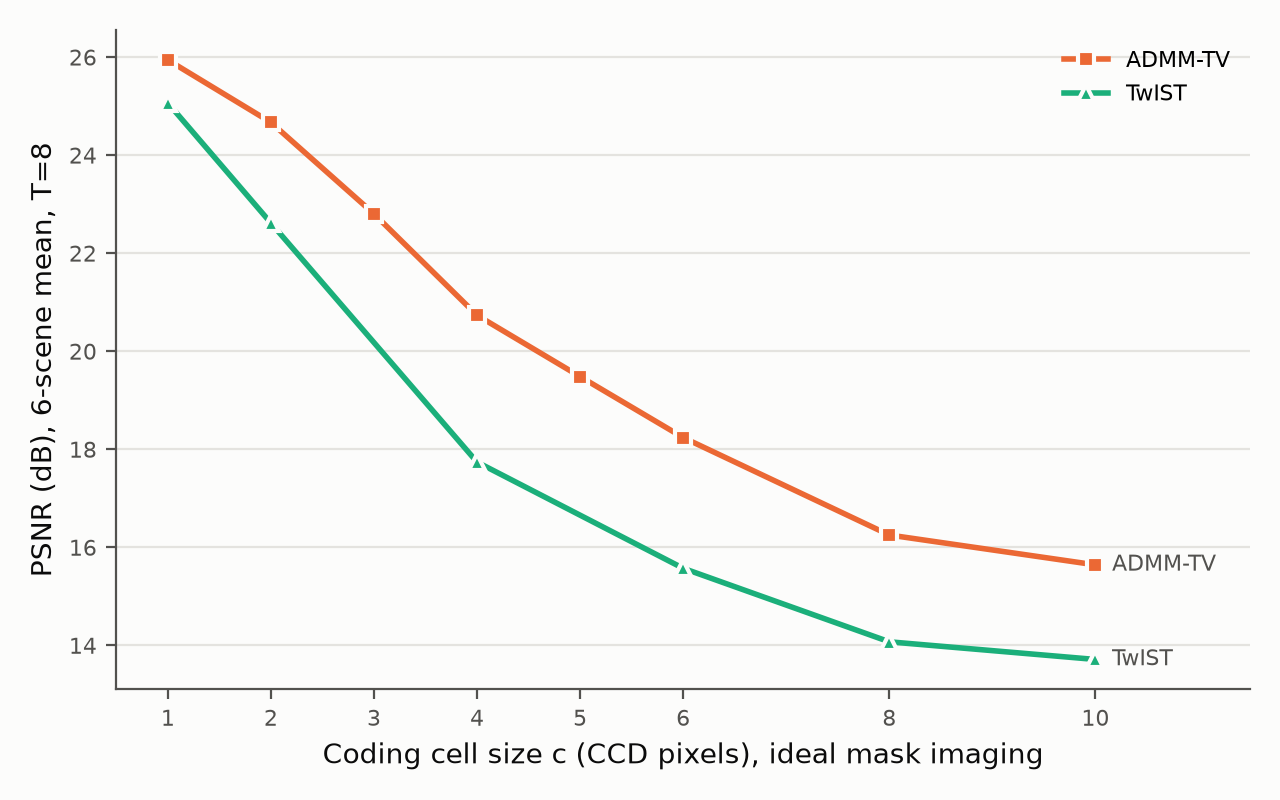 ADMM-TV
TwIST
26
24
22
20
18
16
14
PSNR (dB), 6-scene mean, T=8
ADMM-TV
TwIST
1 2 3 4 5 6 8 10
Coding cell size c (CCD pixels), ideal mask imaging